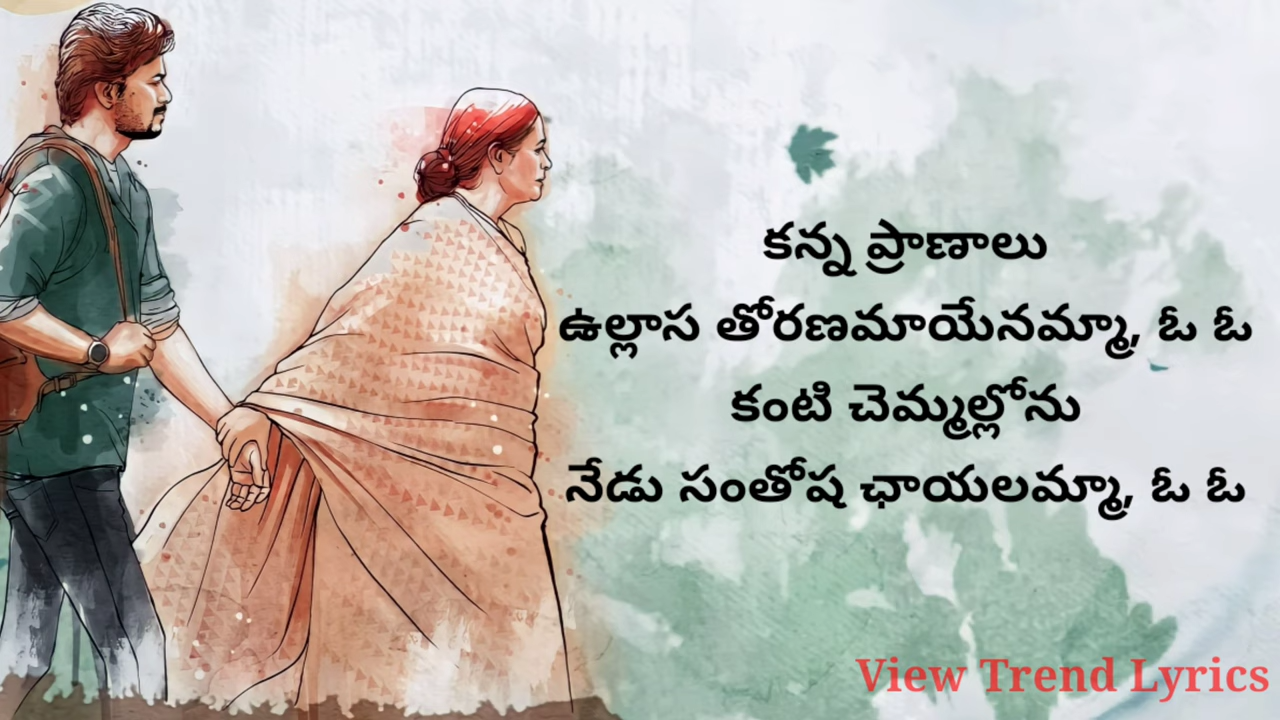 కన్న ప్రాణాలు
ఉల్లాస తోరణమాయేనమ్మా, ఓ ఓ
కంటి చెమ్మల్లోను
నేడు సంతోష ఛాయలమ్మా, ఓ ఓ
View Trend Lyrics